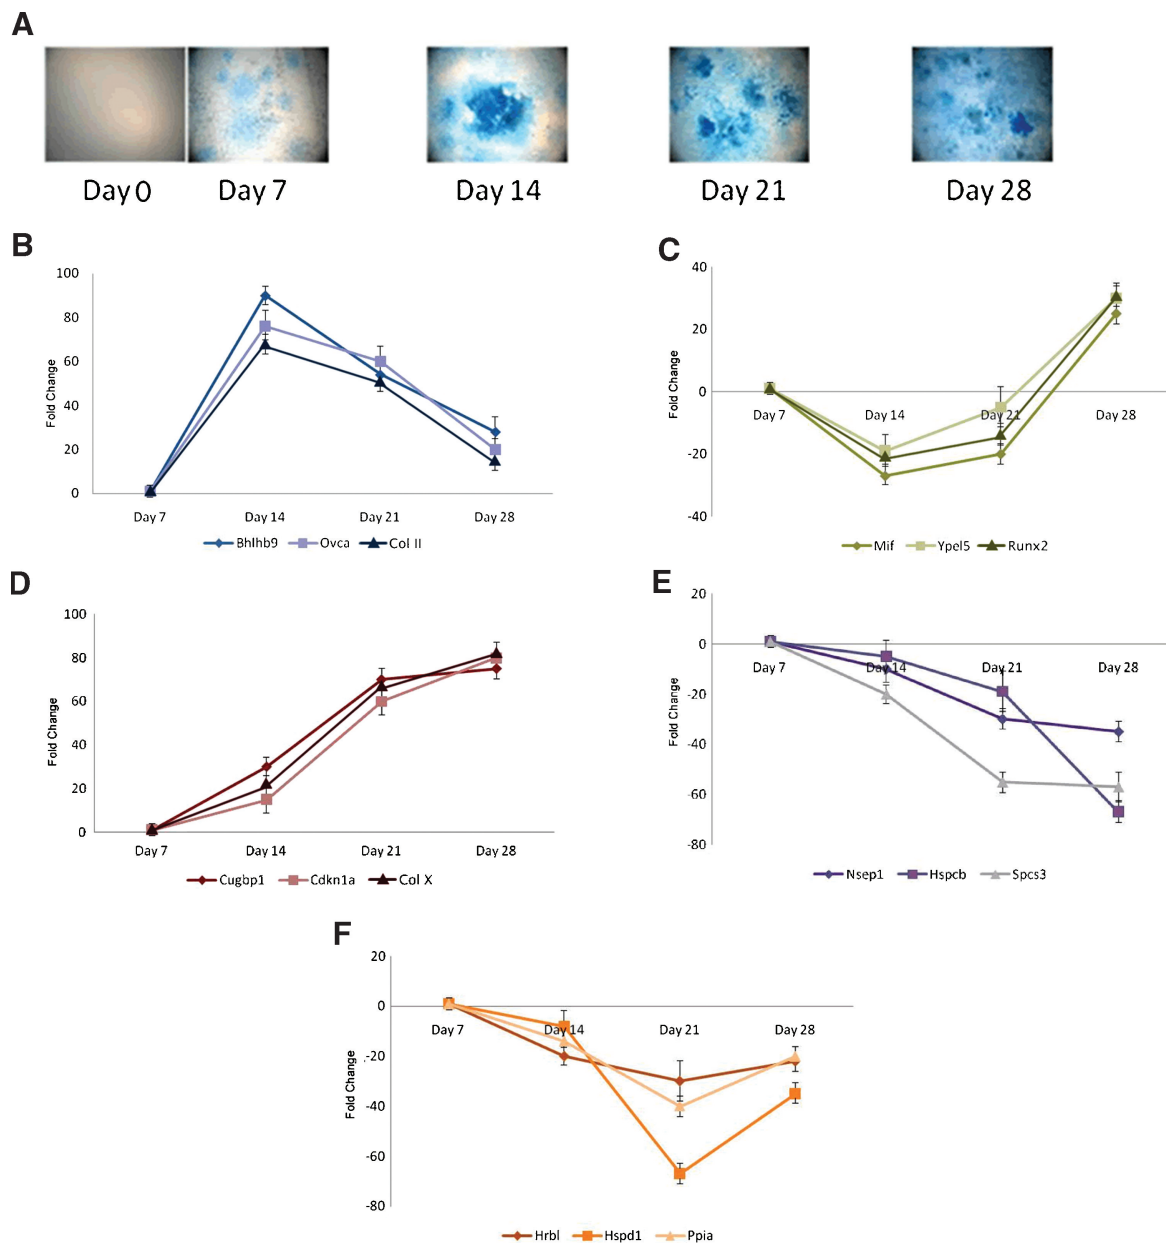 A
Day 0 Day 7 Day 14 Day 21 Day 28
B
100
80
60
40
20
0
Fold Change
Day 7 Day 14 Day 21 Day 28
Bhlhb9 Ovca Col II
C
40
20
0
-20
-40
Fold Change
Day 7 Day 14 Day 21 Day 28
Mif Ypel5 Runx2
D
100
80
60
40
20
0
Fold Change
Day 7 Day 14 Day 21 Day 28
Cugbp1 Cdkn1a Col X
E
20
0
-20
-40
-60
-80
Fold Change
Day 7 Day 14 Day 21 Day 28
Nsep1 Hspcb Spcs3
F
20
0
-20
-40
-60
-80
Fold Change
Day 7 Day 14 Day 21 Day 28
Hrbl Hspd1 Ppia